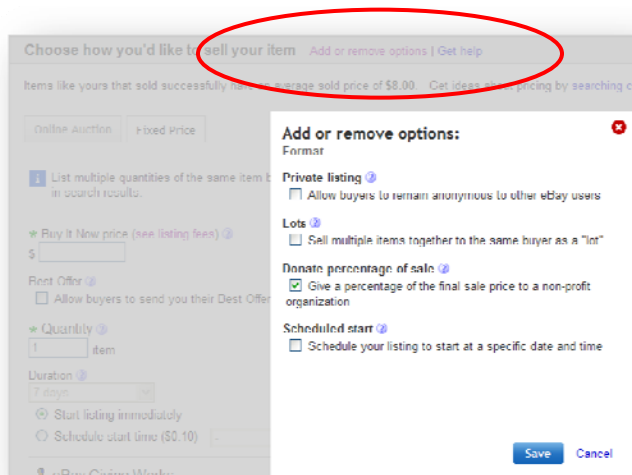 Choose how you'd like to sell your item Add or remove options | Get help
Items like yours that sold successfully have an average sold price of $8.00. Get ideas about pricing by searching c
Online Auction Fixed Price
Add or remove options:
Format
Private listing
Allow buyers to remain anonymous to other eBay users
Lots
Sell multiple items together to the same buyer as a "lot"
Donate percentage of sale
Give a percentage of the final sale price to a non-profit
organization
Scheduled start
Schedule your listing to start at a specific date and time
Save Cancel
List multiple quantities of the same item b
in search results.
* Buy It Now price (see listing fees)
$
Best Offer
Allow buyers to send you their Best Offer
* Quantity
1 item
Duration
7 days
Start listing immediately
Schedule start time ($0.10) -
eBay Giving Works